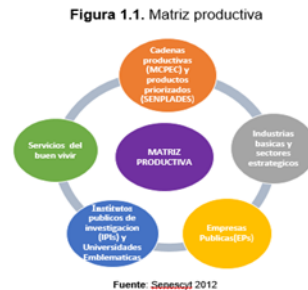 Figura 1.1. Matriz productiva
Cadenas
productivas
(MCPEC) y
productos
priorizados
(SENPLADES)
Servicios del
buen vivir
MATRIZ
PRODUCTIVA
Industrias
basicas y
sectores
estrategicos
Institutos
publicos de
investigacion
(IPIs) y
Universidades
Emblematicas
Empresas
Publicas(EPs)
Fuente: Senescyt 2012